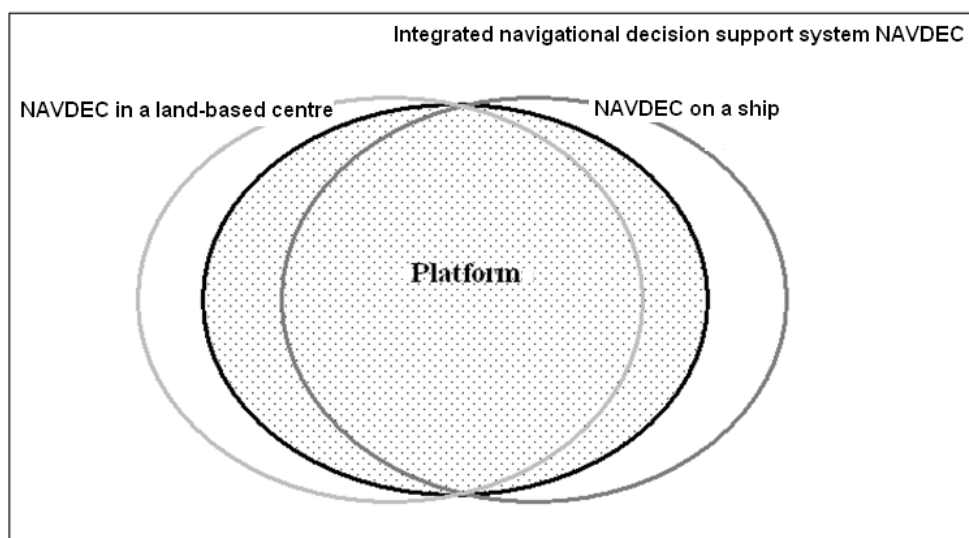 Integrated navigational decision support system NAVDEC
NAVDEC in a land-based centre
NAVDEC on a ship
Platform